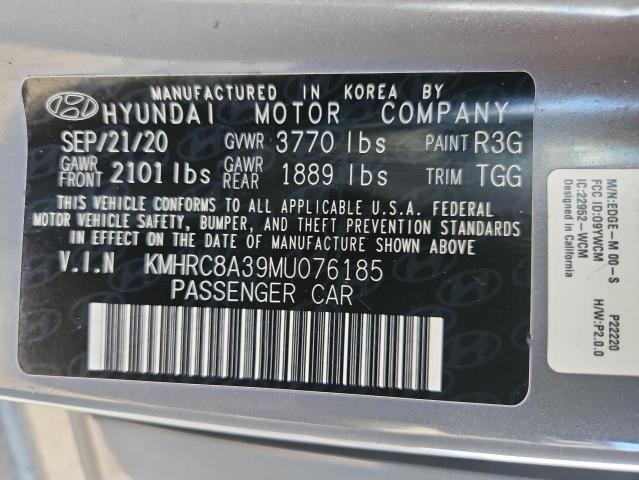 MANUFACTURED IN KOREA BY
HYUNDAI MOTOR COMPANY
SEP/21/20 GVWR 3770 lbs PAINT R3G
GAWR FRONT 2101 lbs GAWR REAR 1889 lbs TRIM TGG
THIS VEHICLE CONFORMS TO ALL APPLICABLE U.S.A. FEDERAL
MOTOR VEHICLE SAFETY, BUMPER, AND THEFT PREVENTION STANDARDS
IN EFFECT ON THE DATE OF MANUFACTURE SHOWN ABOVE.
V.I.N KMHRC8A39MU076185
PASSENGER CAR
M/N:EDGE-M 00-S P22220
FCC ID:O9YWCM H/W:P2.0.0
IC:22952-WCM
Designed in California